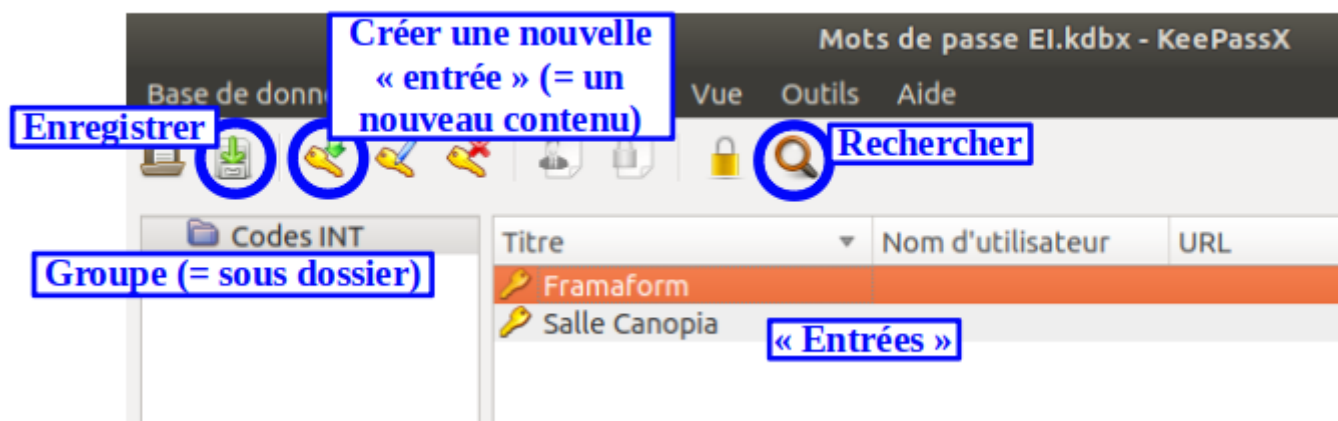 Mots de passe EI.kdbx - KeePassX
Créer une nouvelle
« entrée » (= un
nouveau contenu)
Base de donn
Vue Outils Aide
Enregistrer
Rechercher
Codes INT
Groupe (= sous dossier)
Titre Nom d'utilisateur URL
Framaform
Salle Canopia
« Entrées »